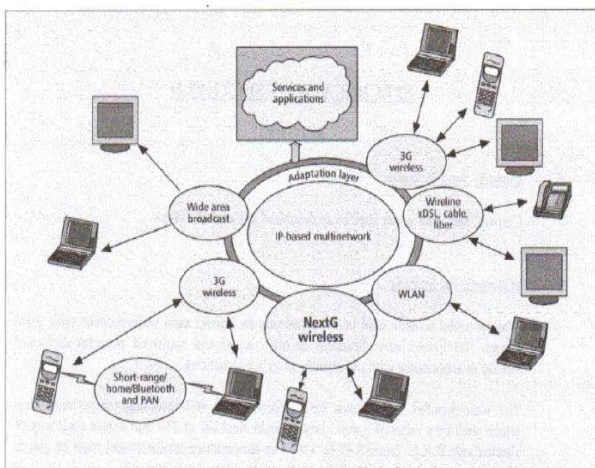 Services and
applications
3G
wireless
Adaptation layer
Wide area
broadcast
IP-based multinetwork
Wireline
xDSL, cable,
fiber
3G
wireless
WLAN
NextG
wireless
Short-range/
home/Bluetooth
and PAN